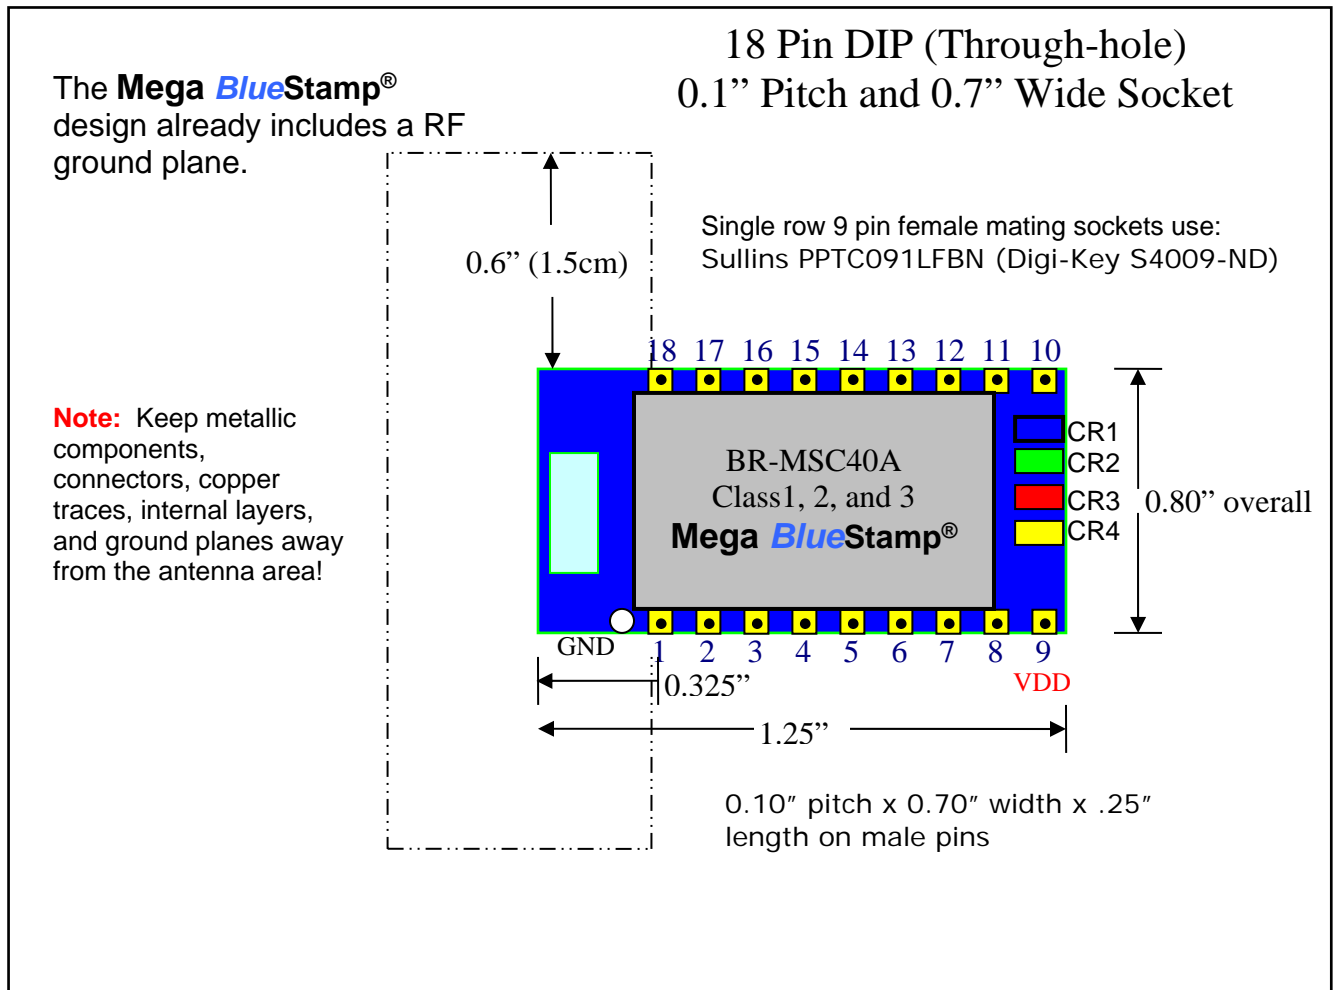 18 Pin DIP (Through-hole)
0.1” Pitch and 0.7” Wide Socket
The Mega BlueStamp®
design already includes a RF
ground plane.
Single row 9 pin female mating sockets use:
Sullins PPTC091LFBN (Digi-Key S4009-ND)
0.6” (1.5cm)
18 17 16 15 14 13 12 11 10
Note: Keep metallic
components,
connectors, copper
traces, internal layers,
and ground planes away
from the antenna area!
BR-MSC40A
Class1, 2, and 3
Mega BlueStamp®
CR1
CR2
CR3
CR4
0.80” overall
GND
1 2 3 4 5 6 7 8 9
VDD
0.325”
1.25”
0.10” pitch x 0.70” width x .25”
length on male pins